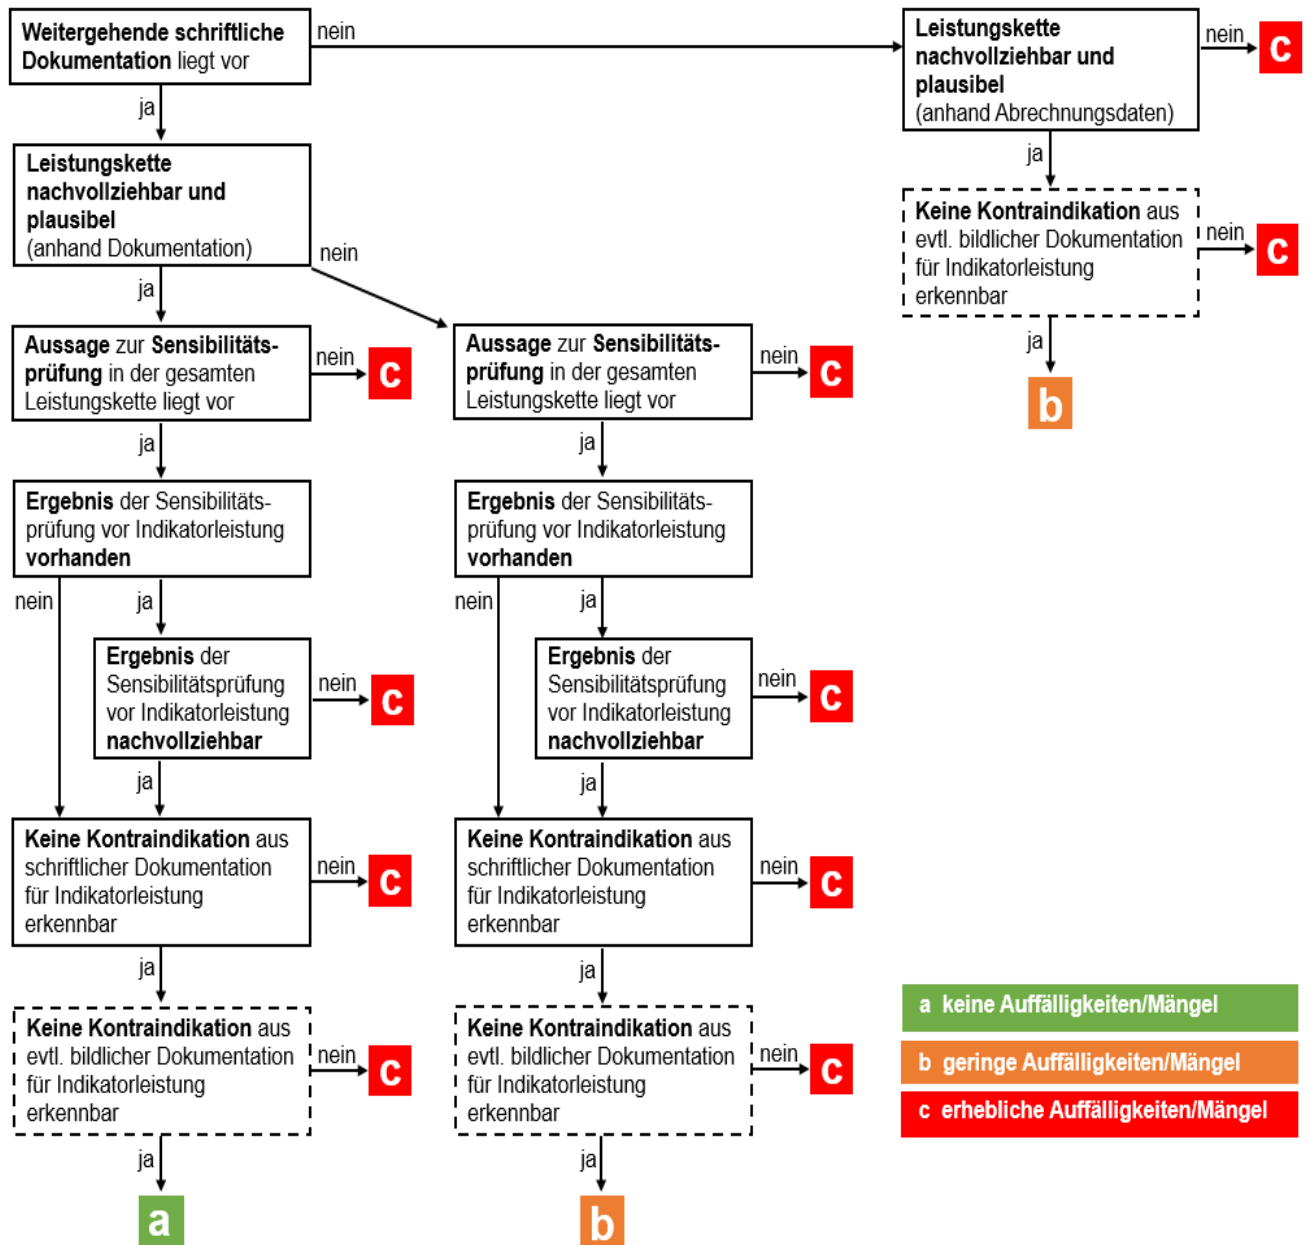 Weitergehende schriftliche
Dokumentation liegt vor
nein
Leistungskette
nachvollziehbar und
plausibel
(anhand Abrechnungsdaten)
nein
c
ja
ja
Leistungskette
nachvollziehbar und
plausibel
(anhand Dokumentation)
nein
Keine Kontraindikation aus
evtl. bildlicher Dokumentation
für Indikatorleistung
erkennbar
nein
c
ja
ja
b
Aussage zur Sensibilitäts-
prüfung in der gesamten
Leistungskette liegt vor
nein
c
Aussage zur Sensibilitäts-
prüfung in der gesamten
Leistungskette liegt vor
nein
c
ja
ja
Ergebnis der Sensibilitäts-
prüfung vor Indikatorleistung
vorhanden
Ergebnis der Sensibilitäts-
prüfung vor Indikatorleistung
vorhanden
nein
ja
nein
ja
Ergebnis der
Sensibilitätsprüfung
vor Indikatorleistung
nachvollziehbar
nein
c
Ergebnis der
Sensibilitätsprüfung
vor Indikatorleistung
nachvollziehbar
nein
c
ja
ja
Keine Kontraindikation aus
schriftlicher Dokumentation
für Indikatorleistung
erkennbar
nein
c
Keine Kontraindikation aus
schriftlicher Dokumentation
für Indikatorleistung
erkennbar
nein
c
ja
ja
Keine Kontraindikation aus
evtl. bildlicher Dokumentation
für Indikatorleistung
erkennbar
nein
c
Keine Kontraindikation aus
evtl. bildlicher Dokumentation
für Indikatorleistung
erkennbar
nein
c
ja
ja
a
b
a keine Auffälligkeiten/Mängel
b geringe Auffälligkeiten/Mängel
c erhebliche Auffälligkeiten/Mängel